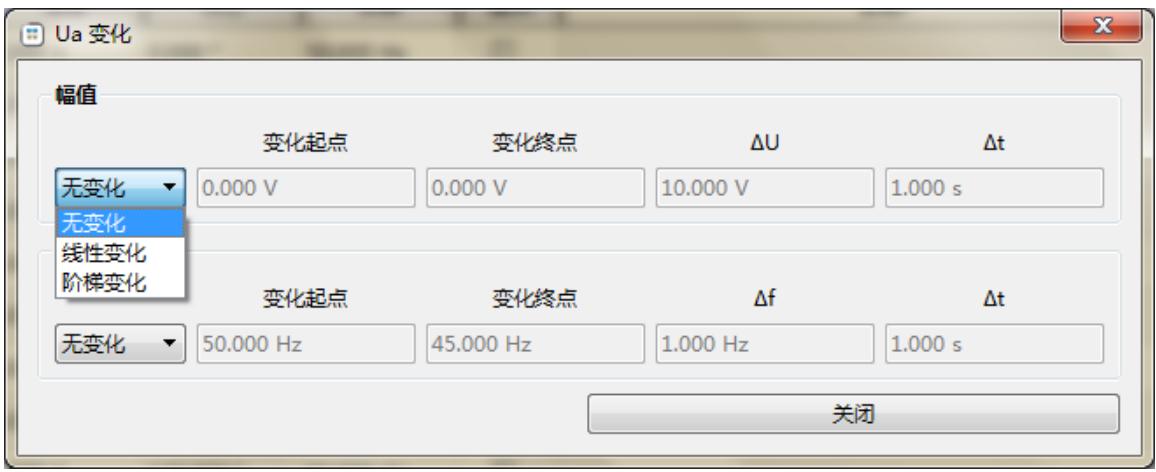 Ua 变化
幅值
变化起点 变化终点 ΔU Δt
无变化 0.000 V 0.000 V 10.000 V 1.000 s
无变化
线性变化
阶梯变化
变化起点 变化终点 Δf Δt
无变化 50.000 Hz 45.000 Hz 1.000 Hz 1.000 s
关闭